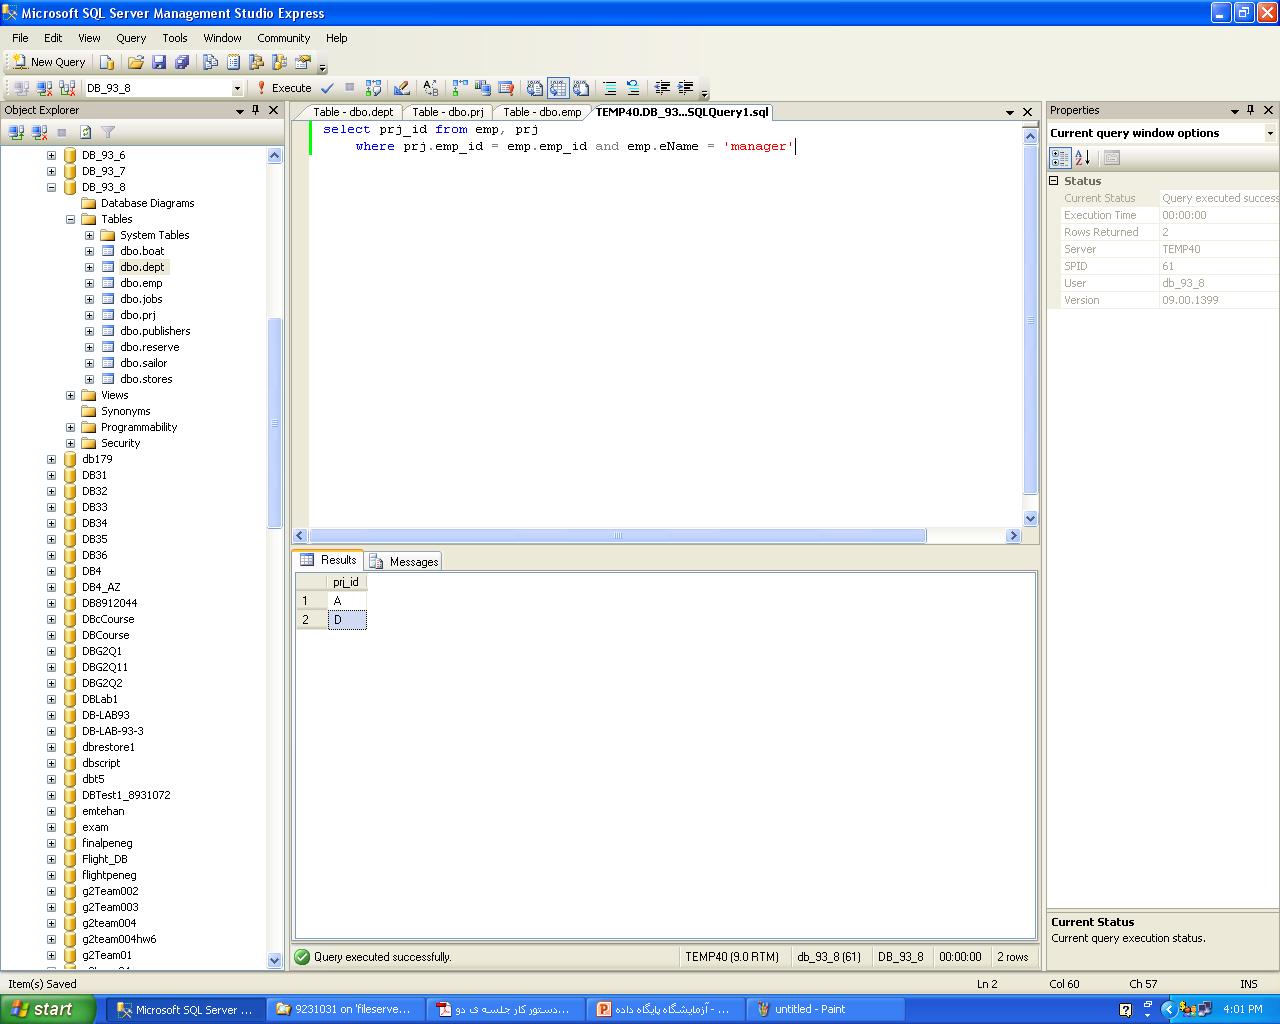 Microsoft SQL Server Management Studio Express
File Edit View Query Tools Window Community Help
New Query
DB_93_8 Execute
Object Explorer
DB_93_6
DB_93_7
DB_93_8
Database Diagrams
Tables
System Tables
dbo.boat
dbo.dept
dbo.emp
dbo.jobs
dbo.prj
dbo.publishers
dbo.reserve
dbo.sailor
dbo.stores
Views
Synonyms
Programmability
Security
db179
DB31
DB32
DB33
DB34
DB35
DB36
DB4
DB4_AZ
DB8912044
DBcCourse
DBCourse
DBG2Q1
DBG2Q11
DBG2Q2
DBLab1
DB-LAB93
DB-LAB-93-3
dbrestore1
dbscript
dbt5
DBTest1_8931072
emtehan
exam
finalpeneg
Flight_DB
flightpeneg
g2Team002
g2Team003
g2team004
g2team004hw6
g2Team01
Table - dbo.dept Table - dbo.prj Table - dbo.emp TEMP40.DB_93...SQLQuery1.sql
select prj_id from emp, prj
where prj.emp_id = emp.emp_id and emp.eName = 'manager'
Results Messages
prj_id
1 A
2 D
Query executed successfully. TEMP40 (9.0 RTM) db_93_8 (61) DB_93_8 00:00:00 2 rows
Properties
Current query window options
Status
Current Status Query executed success
Execution Time 00:00:00
Rows Returned 2
Server TEMP40
SPID 61
User db_93_8
Version 09.00.1399
Current Status
Current query execution status.
Item(s) Saved Ln 2 Col 60 Ch 57 INS
start Microsoft SQL Server ... 9231031 on 'fileserve... دستور کار جلسه ی دو... آزمایشگاه پایگاه داده - ... untitled - Paint 4:01 PM